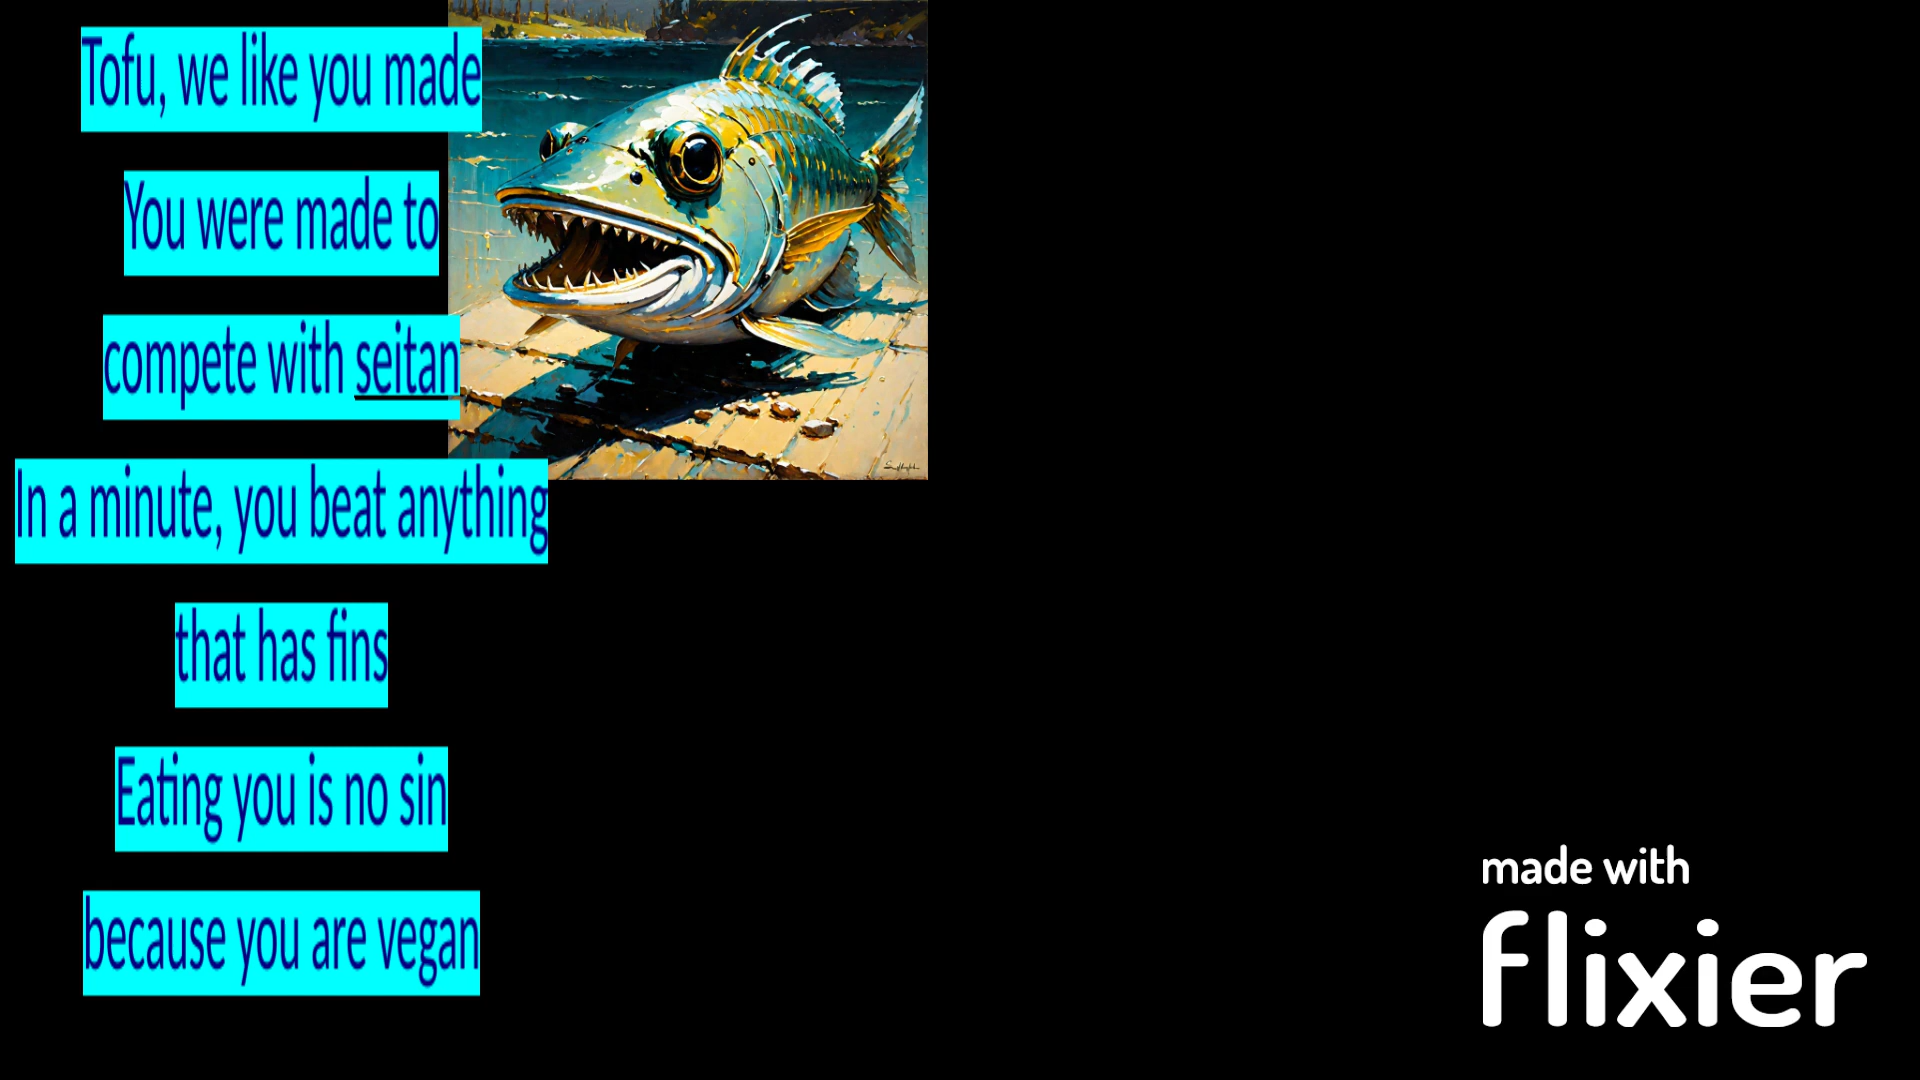 Tofu, we like you made
You were made to
compete with seitan
In a minute, you beat anything
that has fins
Eating you is no sin
because you are vegan
made with
flixier